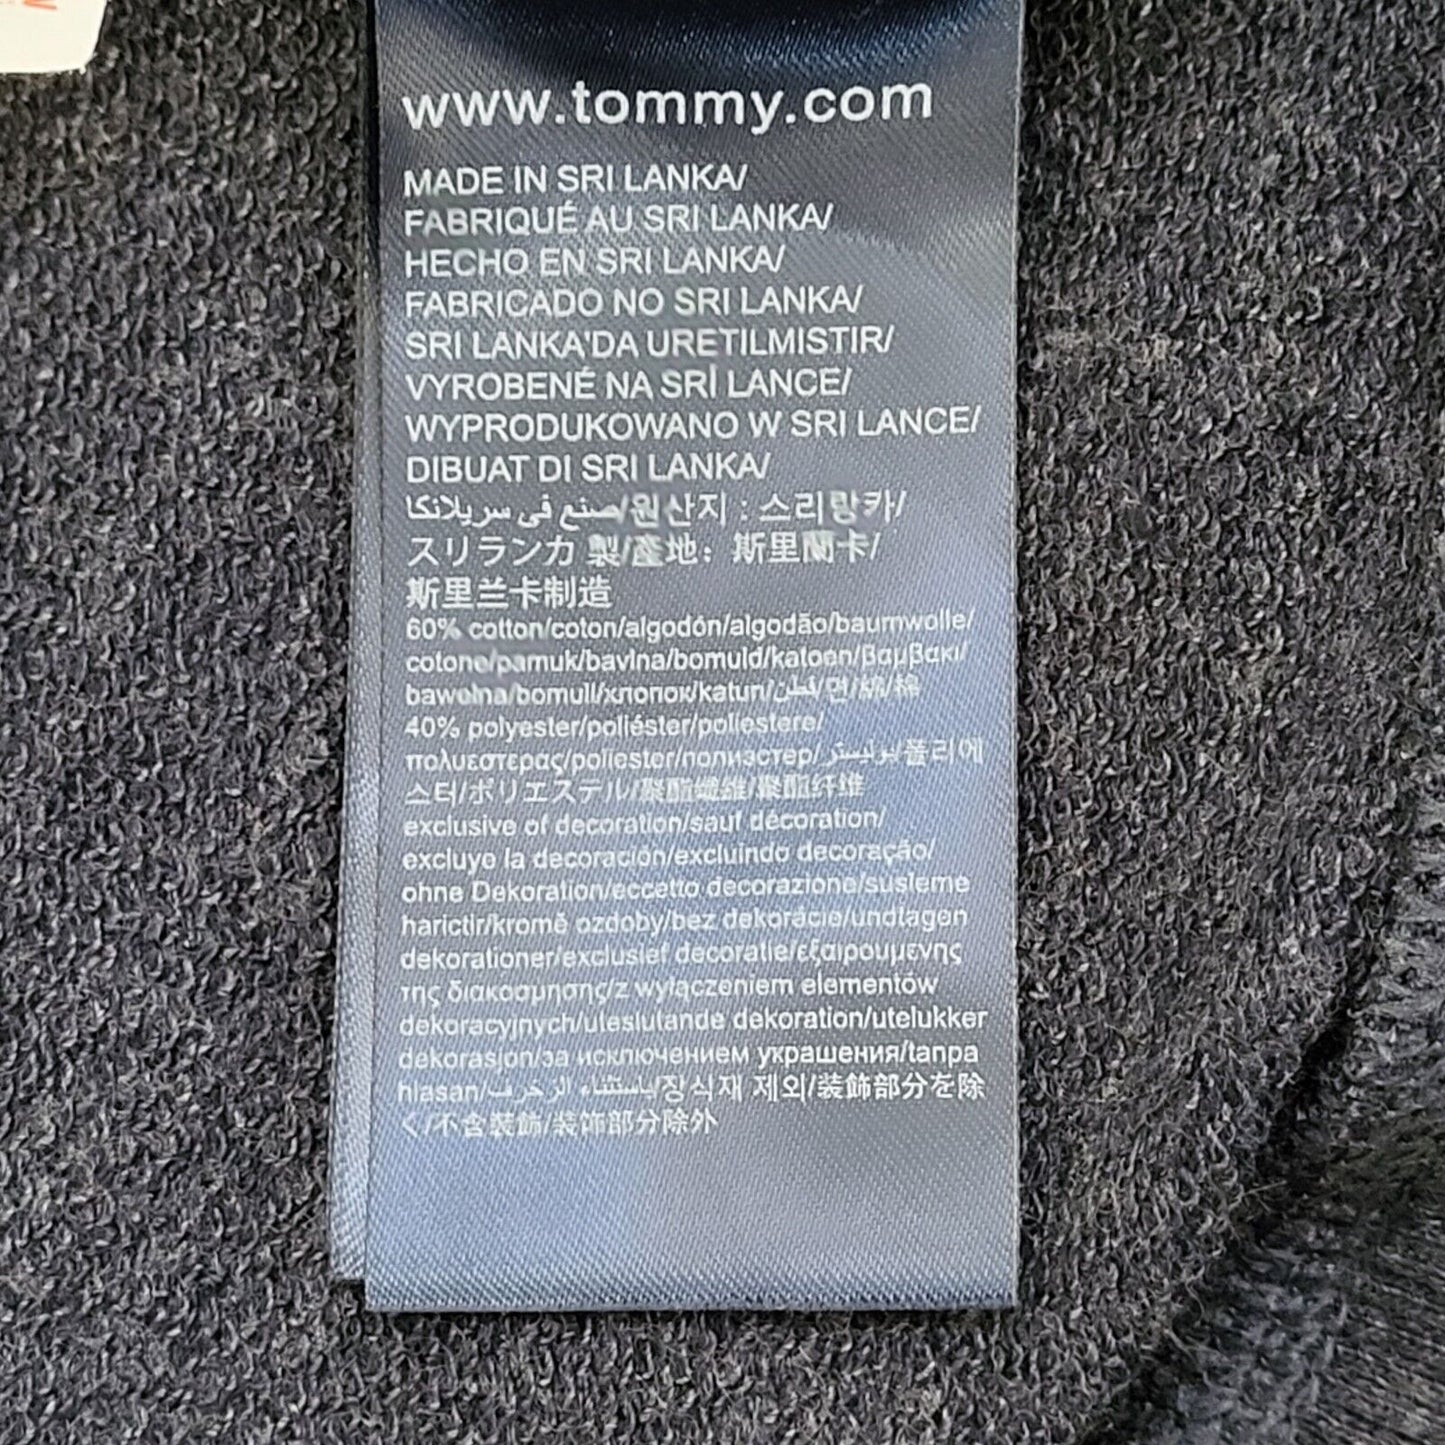 www.tommy.com
MADE IN SRI LANKA/
FABRIQUÉ AU SRI LANKA/
HECHO EN SRI LANKA/
FABRICADO NO SRI LANKA/
SRI LANKA'DA URETILMISTIR/
VYROBENÉ NA SRÍ LANCE/
WYPRODUKOWANO W SRI LANCE/
DIBUAT DI SRI LANKA/
صنع في سريلانكا/원산지 : 스리랑카/
スリランカ 製/產地: 斯里蘭卡/
斯里兰卡制造
60% cotton/coton/algodón/algodão/baumwolle/
cotone/pamuk/bavlna/bomuld/katoen/βαμβακι/
bawelna/bomull/хлопок/katun/قطن/면/綿/棉
40% polyester/poliéster/poliestere/
πολυεστερας/poliester/полиэстер/بوليستر/폴리에
스터/ポリエステル/聚酯纖維/聚酯纤维
exclusive of decoration/sauf décoration/
excluye la decoración/excluindo decoração/
ohne Dekoration/eccetto decorazione/susleme
harictir/kromě ozdoby/bez dekorácie/undtagen
dekorationer/exclusief decoratie/εξαιρουμενης
της διακοσμησης/z wyłączeniem elementów
dekoracyjnych/uteslutande dekoration/utelukker
dekorasjon/за исключением украшения/tanpa
hiasan/باستثناء الزخرف/장식재 제외/装飾部分を除
く/不含裝飾/装饰部分除外